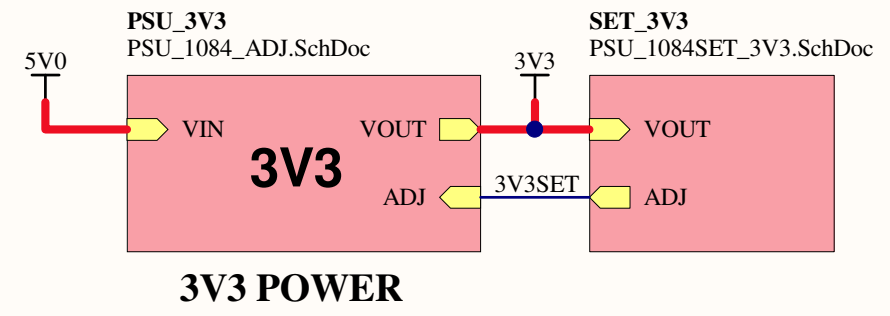 PSU_3V3
PSU_1084_ADJ.SchDoc
SET_3V3
PSU_1084SET_3V3.SchDoc
5V0
3V3
VIN
VOUT
VOUT
3V3
ADJ
3V3SET
ADJ
3V3 POWER